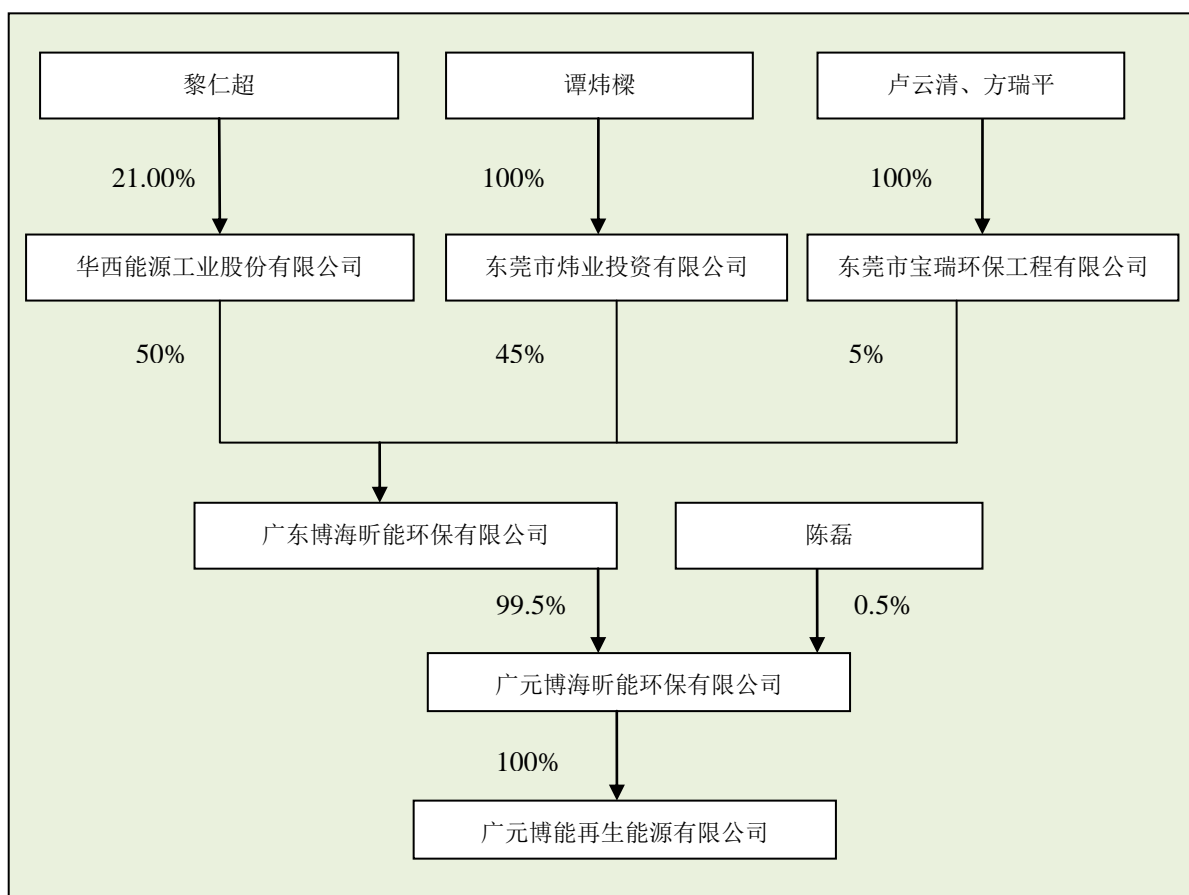 黎仁超
谭炜樑
卢云清、方瑞平
21.00%
100%
100%
华西能源工业股份有限公司
东莞市炜业投资有限公司
东莞市宝瑞环保工程有限公司
50%
45%
5%
广东博海昕能环保有限公司
陈磊
99.5%
0.5%
广元博海昕能环保有限公司
100%
广元博能再生能源有限公司